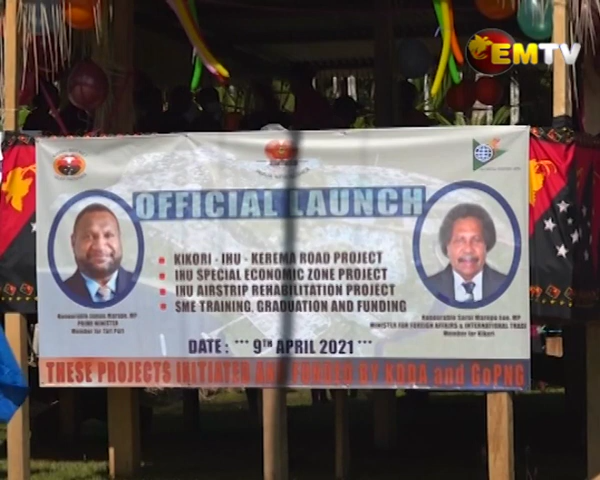 EMTV
OFFICIAL LAUNCH
KIKORI - IHU - KEREMA ROAD PROJECT
IHU SPECIAL ECONOMIC ZONE PROJECT
IHU AIRSTRIP REHABILITATION PROJECT
SME TRAINING, GRADUATION AND FUNDING
Honourable James Marape, MP
PRIME MINISTER
Member for Tari Pori
Honourable Soroi Marepo Eoe, MP
MINISTER FOR FOREIGN AFFAIRS & INTERNATIONAL TRADE
Member for Kikori
DATE : *** 9TH APRIL 2021 ***
THESE PROJECTS INITIATED AND FUNDED BY KDDA and GoPNG